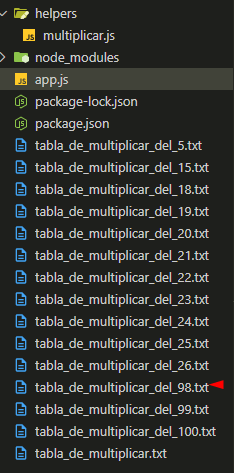 helpers
JS multiplicar.js
node_modules
JS app.js
package-lock.json
package.json
tabla_de_multiplicar_del_5.txt
tabla_de_multiplicar_del_15.txt
tabla_de_multiplicar_del_18.txt
tabla_de_multiplicar_del_19.txt
tabla_de_multiplicar_del_20.txt
tabla_de_multiplicar_del_21.txt
tabla_de_multiplicar_del_22.txt
tabla_de_multiplicar_del_23.txt
tabla_de_multiplicar_del_24.txt
tabla_de_multiplicar_del_25.txt
tabla_de_multiplicar_del_26.txt
tabla_de_multiplicar_del_98.txt
tabla_de_multiplicar_del_99.txt
tabla_de_multiplicar_del_100.txt
tabla_de_multiplicar.txt